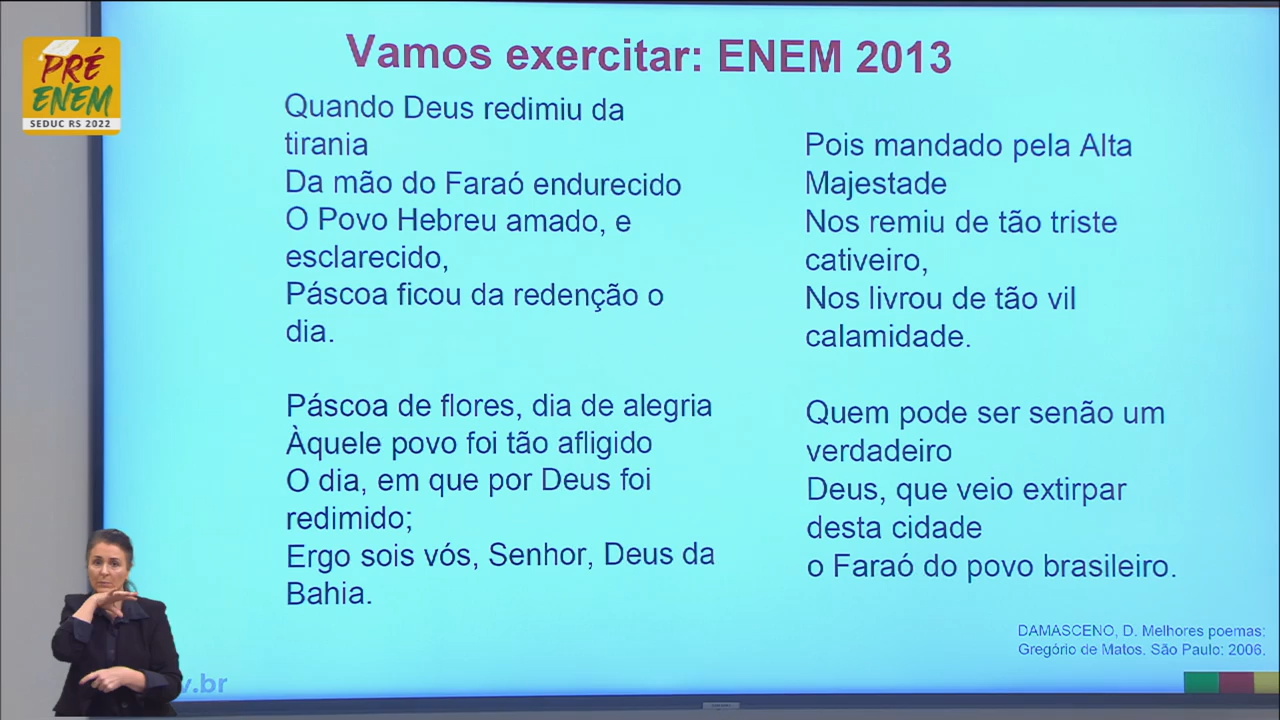 PRÉ
ENEM
SEDUC RS 2022
Vamos exercitar: ENEM 2013
Quando Deus redimiu da
tirania
Da mão do Faraó endurecido
O Povo Hebreu amado, e
esclarecido,
Páscoa ficou da redenção o
dia.
Páscoa de flores, dia de alegria
Àquele povo foi tão afligido
O dia, em que por Deus foi
redimido;
Ergo sois vós, Senhor, Deus da
Bahia.
Pois mandado pela Alta
Majestade
Nos remiu de tão triste
cativeiro,
Nos livrou de tão vil
calamidade.
Quem pode ser senão um
verdadeiro
Deus, que veio extirpar
desta cidade
o Faraó do povo brasileiro.
DAMASCENO, D. Melhores poemas:
Gregório de Matos. São Paulo: 2006.
v.br